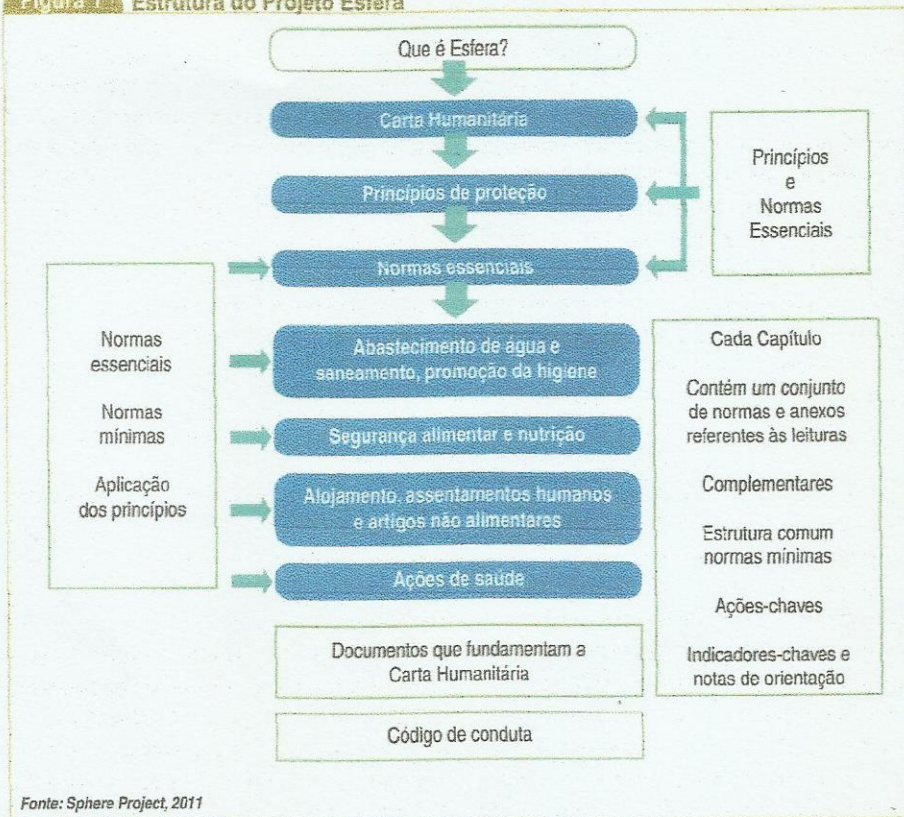 Figura 1 Estrutura do Projeto Esfera
Que é Esfera?
Carta Humanitária
Princípios de proteção
Normas essenciais
Princípios
e
Normas
Essenciais
Normas
essenciais
Normas
mínimas
Aplicação
dos princípios
Abastecimento de água e
saneamento, promoção da higiene
Segurança alimentar e nutrição
Alojamento, assentamentos humanos
e artigos não alimentares
Ações de saúde
Cada Capítulo
Contém um conjunto
de normas e anexos
referentes às leituras
Complementares
Estrutura comum
normas mínimas
Ações-chaves
Indicadores-chaves e
notas de orientação
Documentos que fundamentam a
Carta Humanitária
Código de conduta
Fonte: Sphere Project, 2011